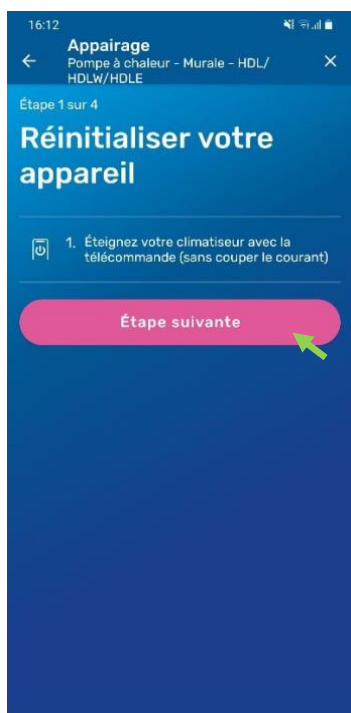 16:12
Appairage
Pompe à chaleur - Murale - HDL/
HDLW/HDLE
Étape 1 sur 4
Réinitialiser votre
appareil
1. Éteignez votre climatiseur avec la
télécommande (sans couper le courant)
Étape suivante